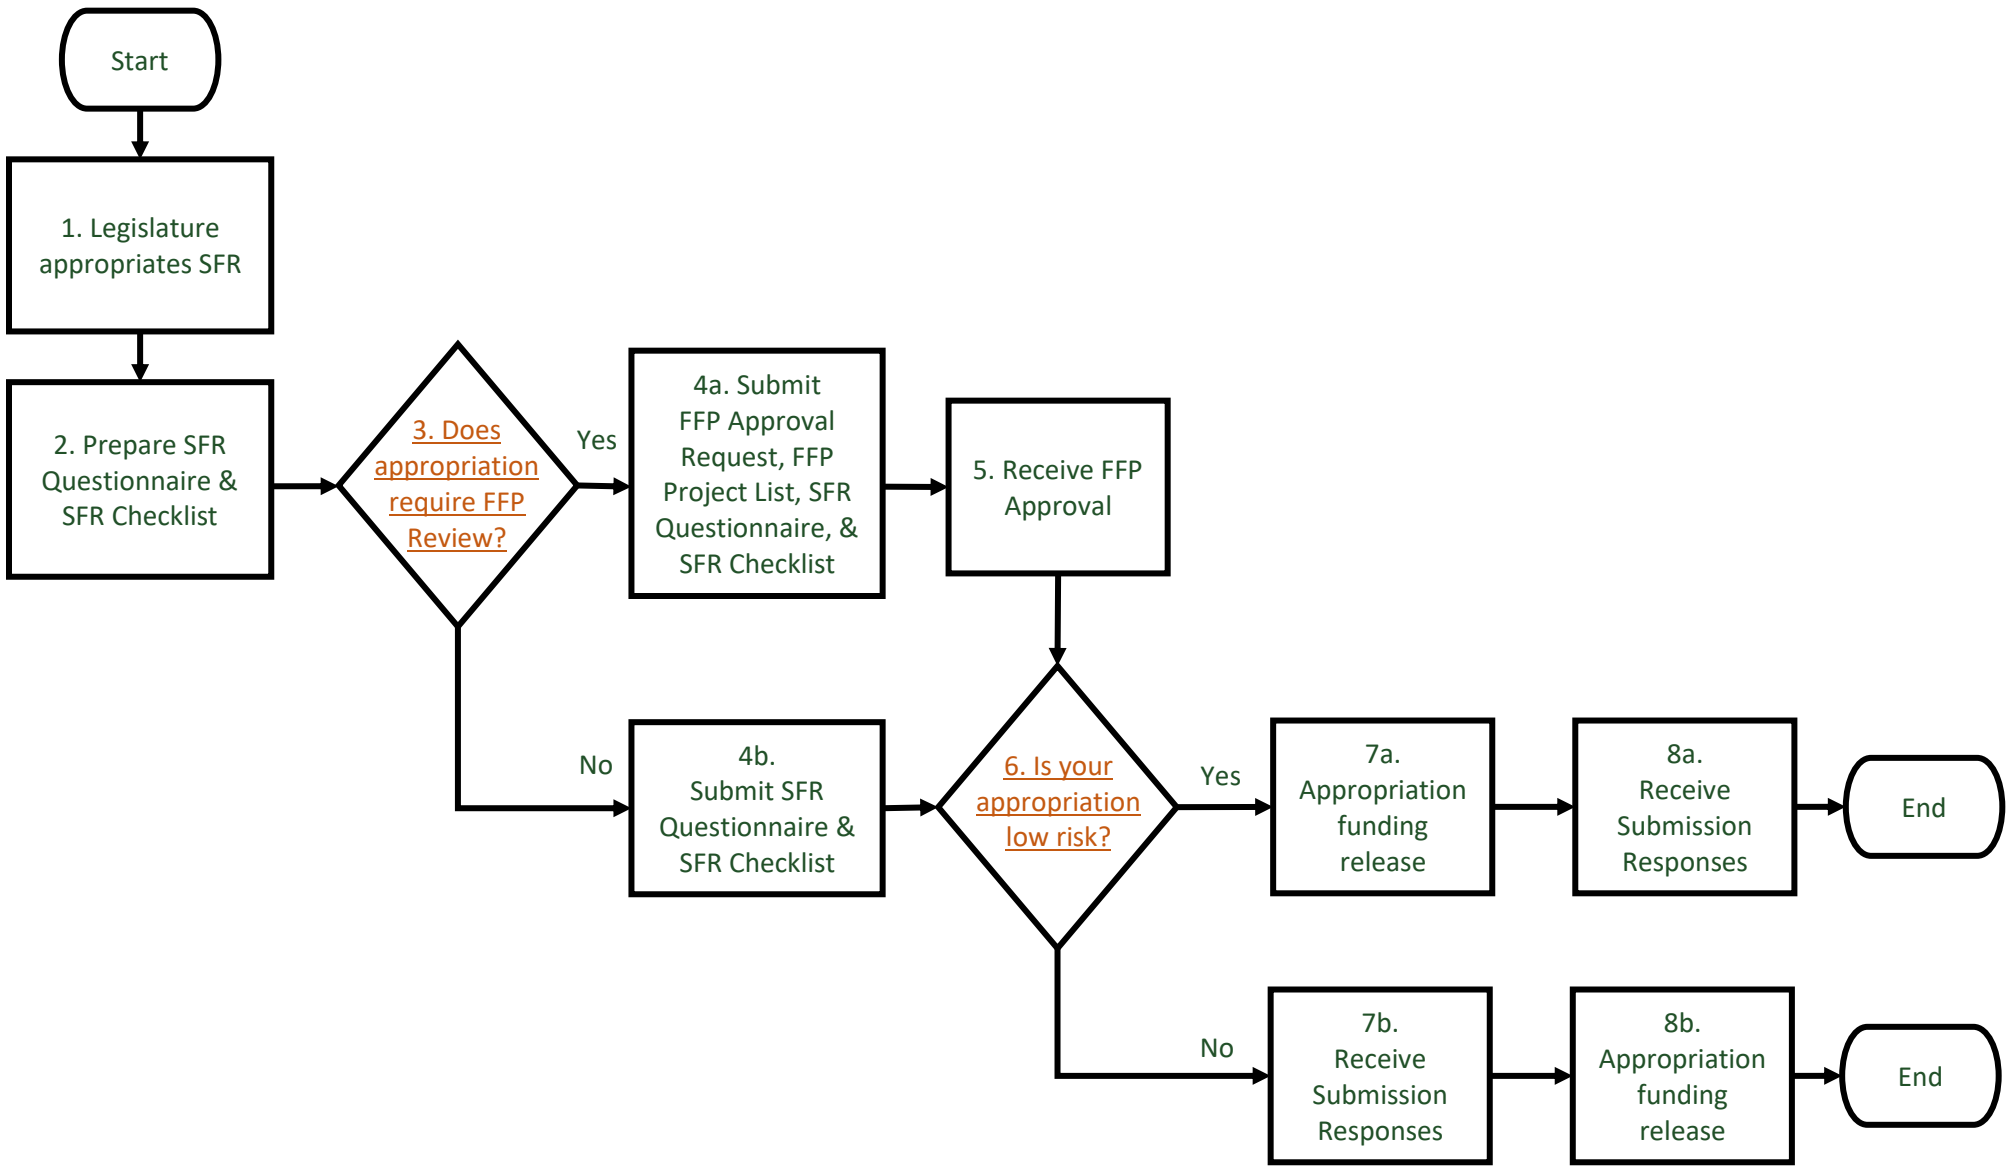 Start
1. Legislature
appropriates SFR
2. Prepare SFR
Questionnaire &
SFR Checklist
3. Does
appropriation
require FFP
Review?
Yes
4a. Submit
FFP Approval
Request, FFP
Project List, SFR
Questionnaire, &
SFR Checklist
5. Receive FFP
Approval
No
4b.
Submit SFR
Questionnaire &
SFR Checklist
6. Is your
appropriation
low risk?
Yes
7a.
Appropriation
funding
release
8a.
Receive
Submission
Responses
End
No
7b.
Receive
Submission
Responses
8b.
Appropriation
funding
release
End